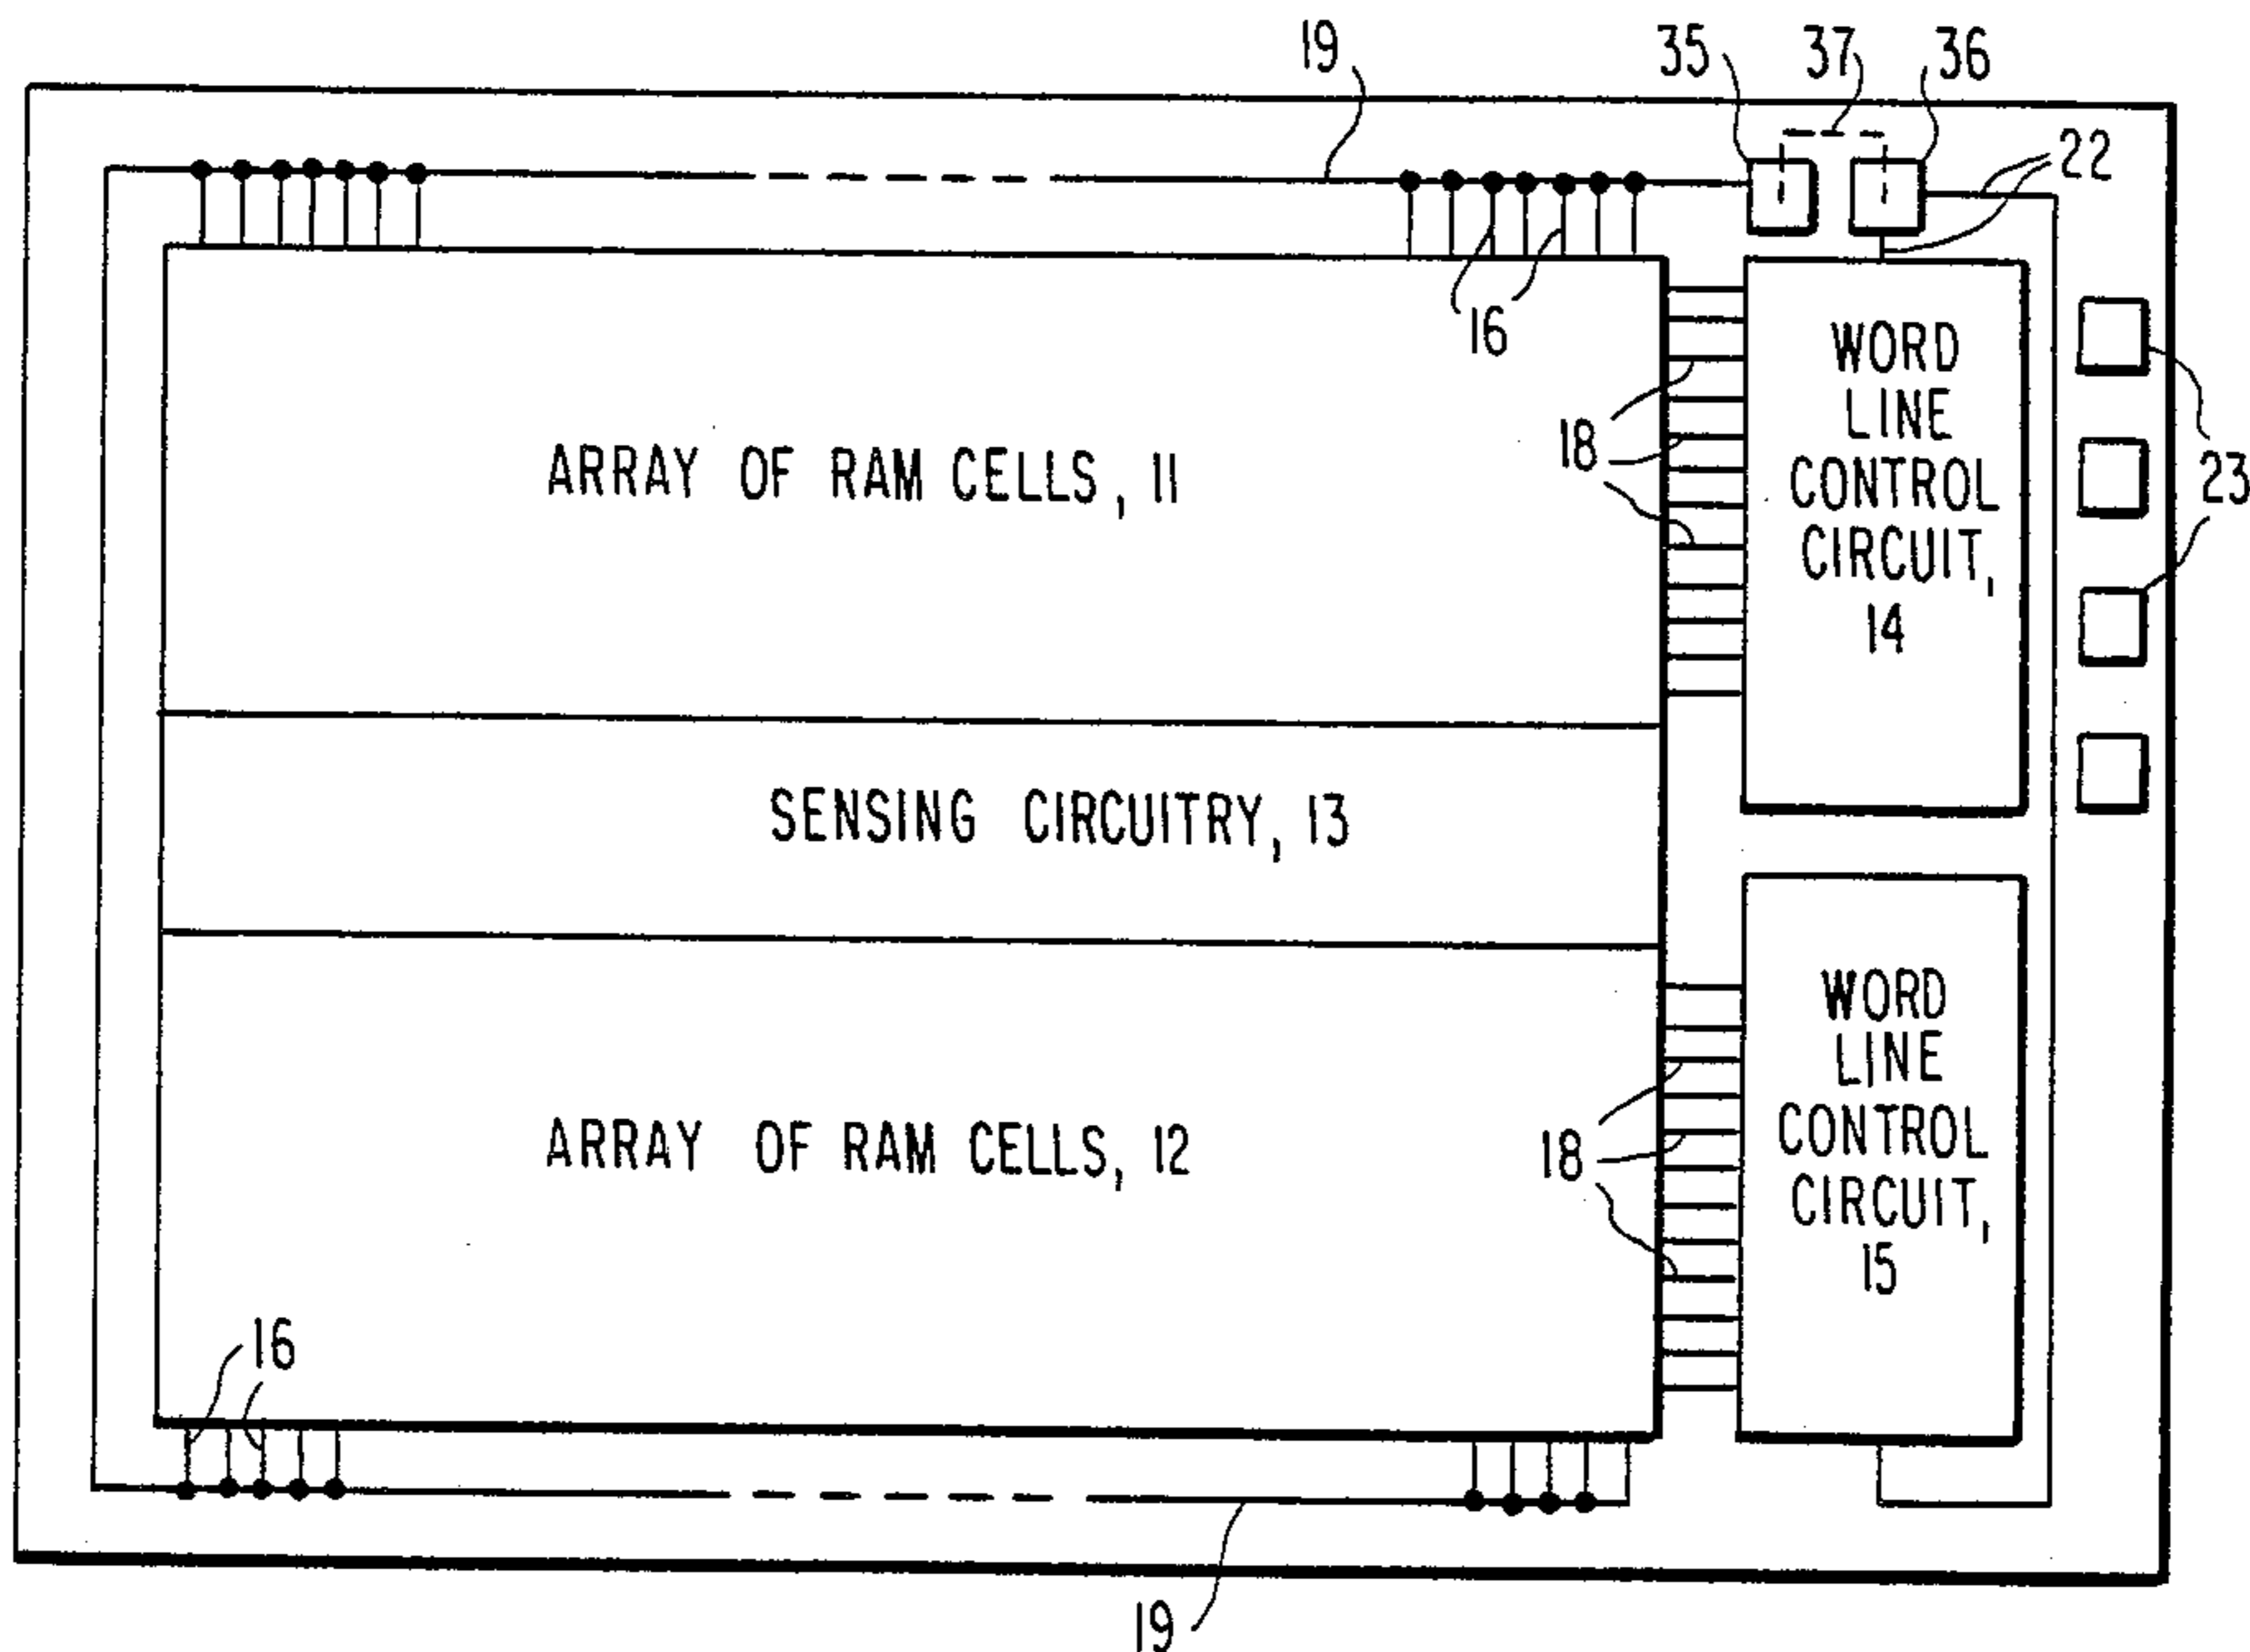 19
35
37
36
22
16
WORD
LINE
CONTROL
CIRCUIT,
14
18
23
ARRAY OF RAM CELLS, 11
SENSING CIRCUITRY, 13
WORD
LINE
CONTROL
CIRCUIT,
15
18
ARRAY OF RAM CELLS, 12
16
19